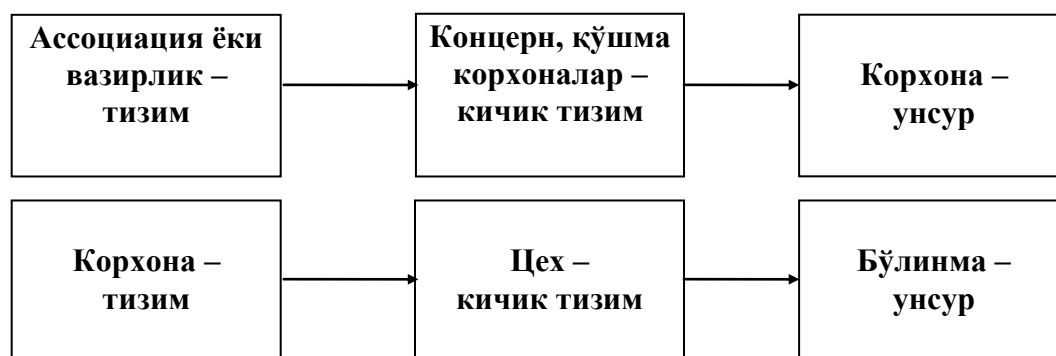 Ассоциация ёки
вазирлик –
тизим
Концерн, қўшма
корхоналар –
кичик тизим
Корхона –
унсур
Корхона –
тизим
Цех –
кичик тизим
Бўлинма –
унсур